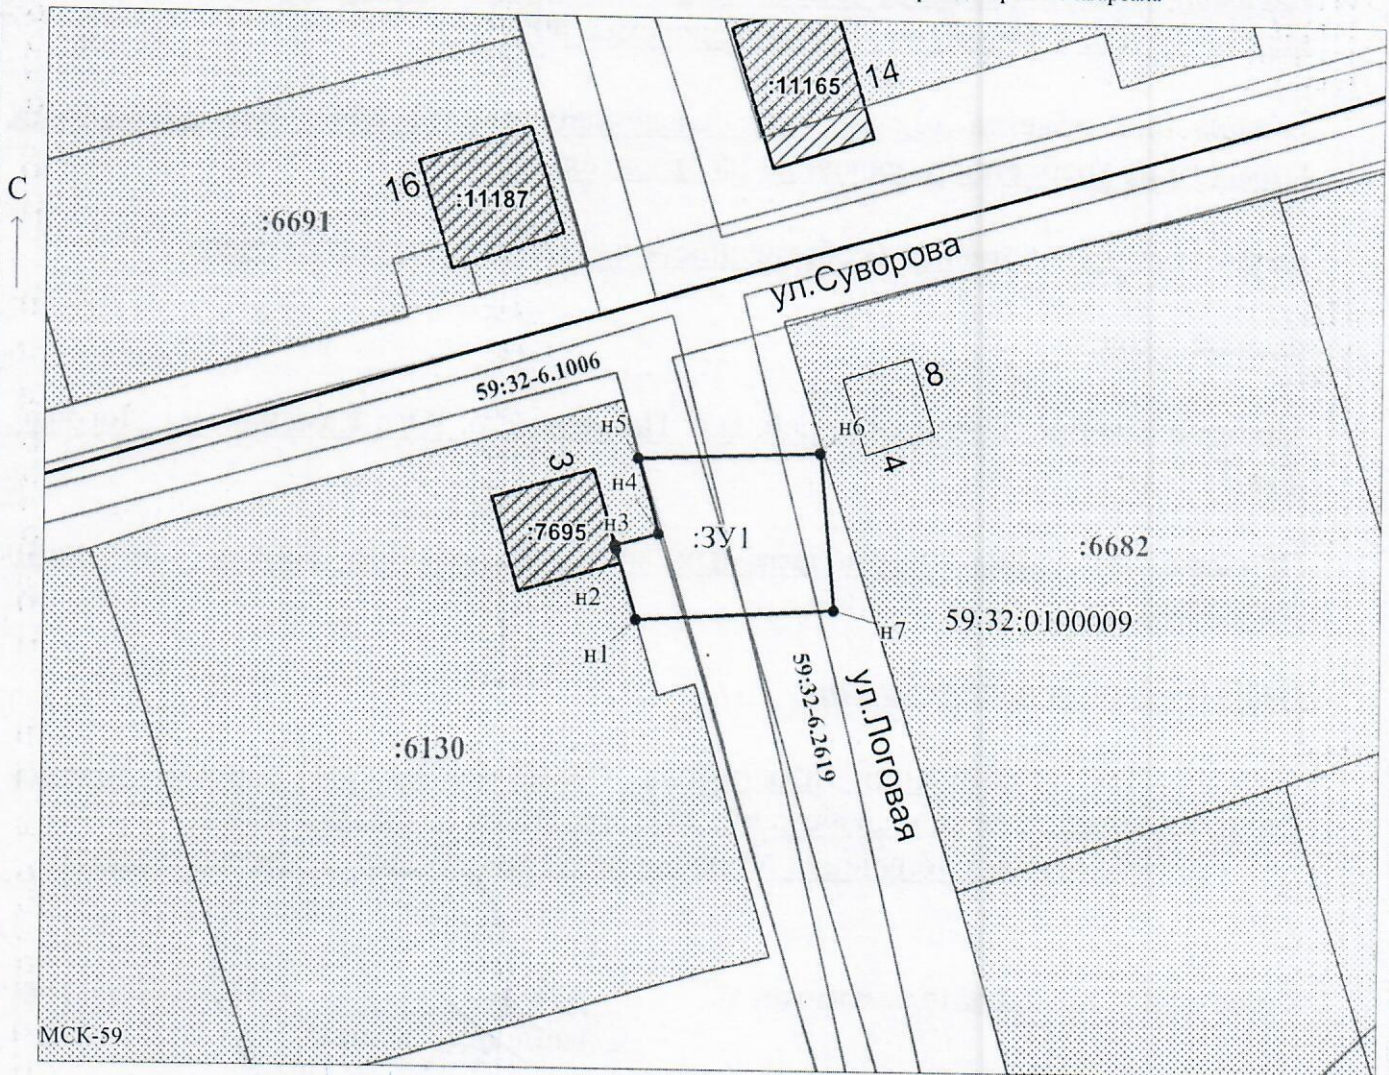 :11165
14
16
:11187
:6691
С
ул.Суворова
59:32-6.1006
8
н5
н6
3
4
н4
н3
:7695
:ЗУ1
:6682
н2
59:32:0100009
н7
н1
59:32-6.2619
ул.Логовая
:6130
МСК-59